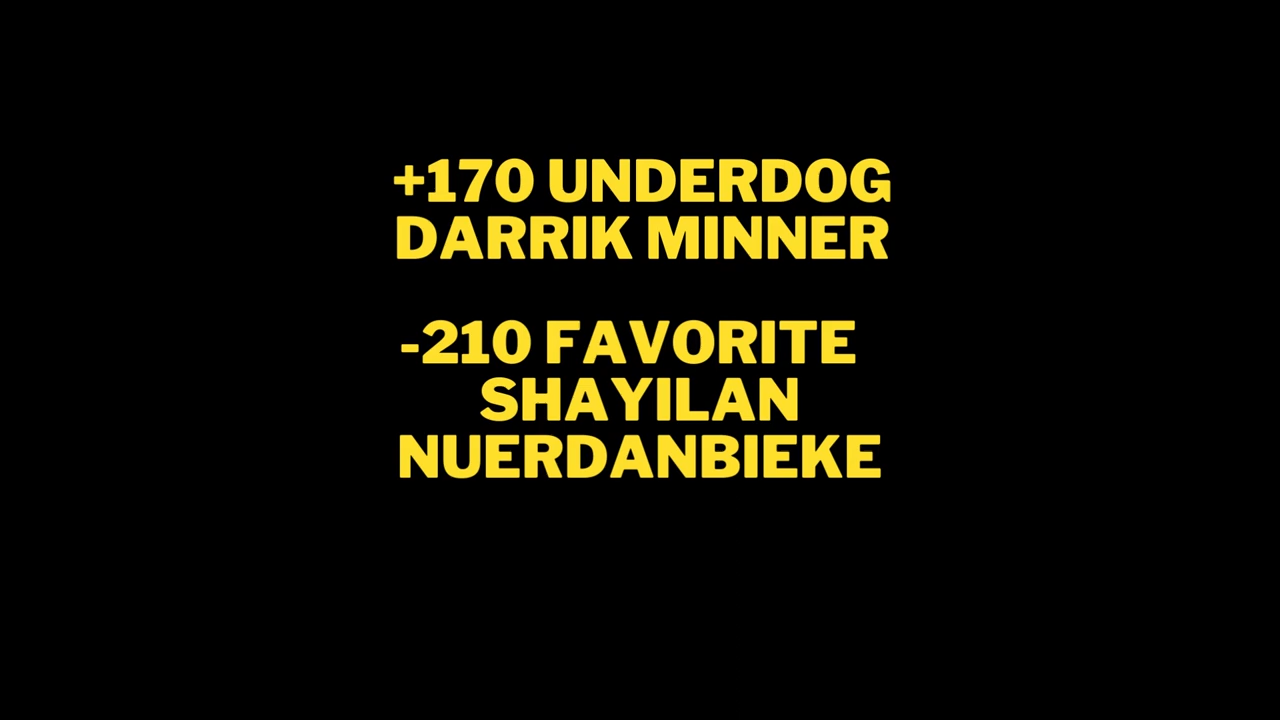 +170 UNDERDOG
DARRIK MINNER
-210 FAVORITE
SHAYILAN
NUERDANBIEKE